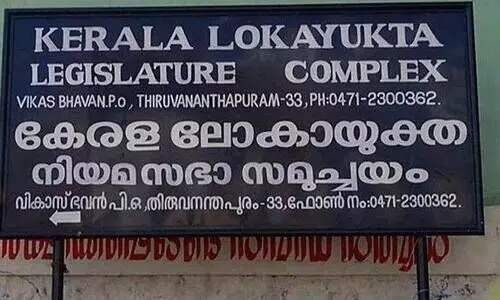 KERALA LOKAYUKTA
LEGISLATURE COMPLEX
VIKAS BHAVAN.P.O, THIRUVANANTHAPURAM-33, PH:0471-2300362.
കേരള ലോകായുക്ത
നിയമസഭാ സമുച്ചയം
വികാസ് ഭവൻ പി.ഒ, തിരുവനന്തപുരം-33, ഫോൺ നം:0471-2300362.